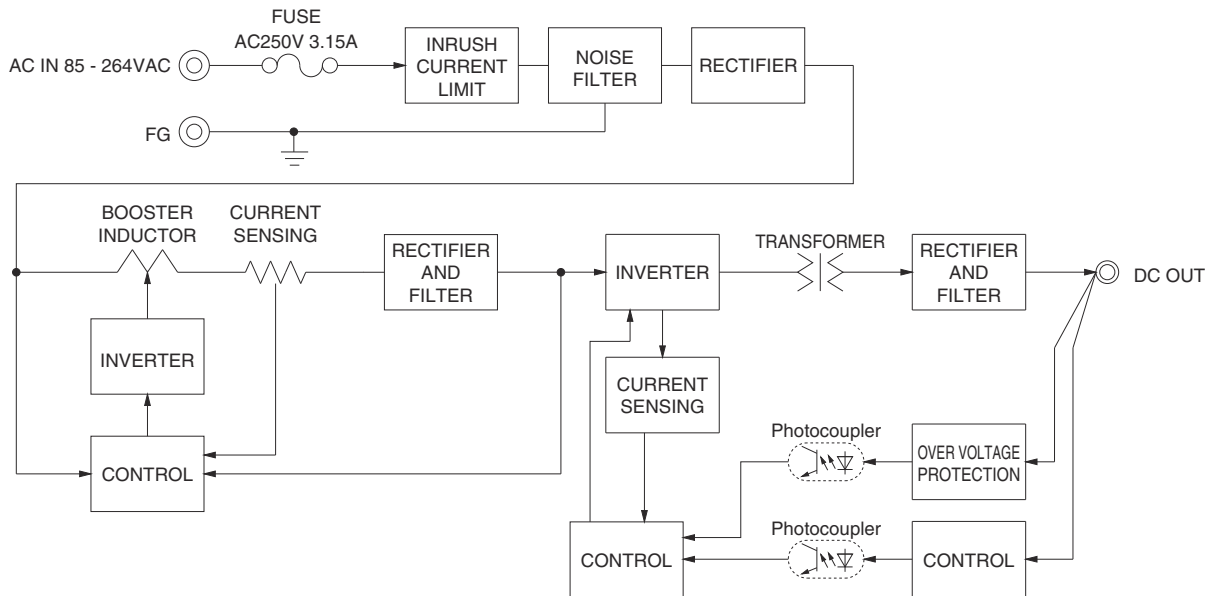 FUSE
AC250V 3.15A
AC IN 85 - 264VAC
INRUSH
CURRENT
LIMIT
NOISE
FILTER
RECTIFIER
FG
BOOSTER
INDUCTOR
CURRENT
SENSING
RECTIFIER
AND
FILTER
INVERTER
TRANSFORMER
RECTIFIER
AND
FILTER
DC OUT
INVERTER
CURRENT
SENSING
CONTROL
Photocoupler
OVER VOLTAGE
PROTECTION
Photocoupler
CONTROL
CONTROL